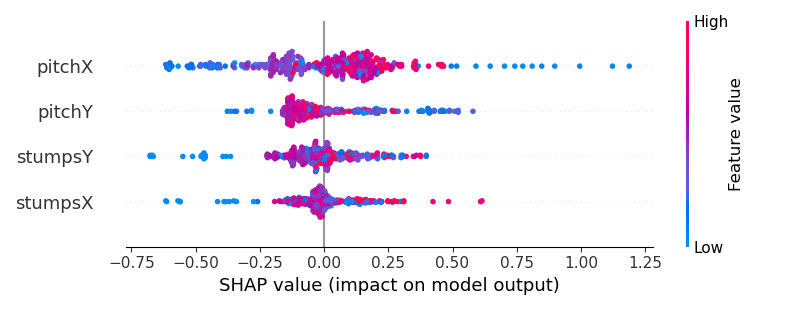 High
pitchX
pitchY
stumpsY
stumpsX
Feature value
Low
−0.75 −0.50 −0.25 0.00 0.25 0.50 0.75 1.00 1.25
SHAP value (impact on model output)